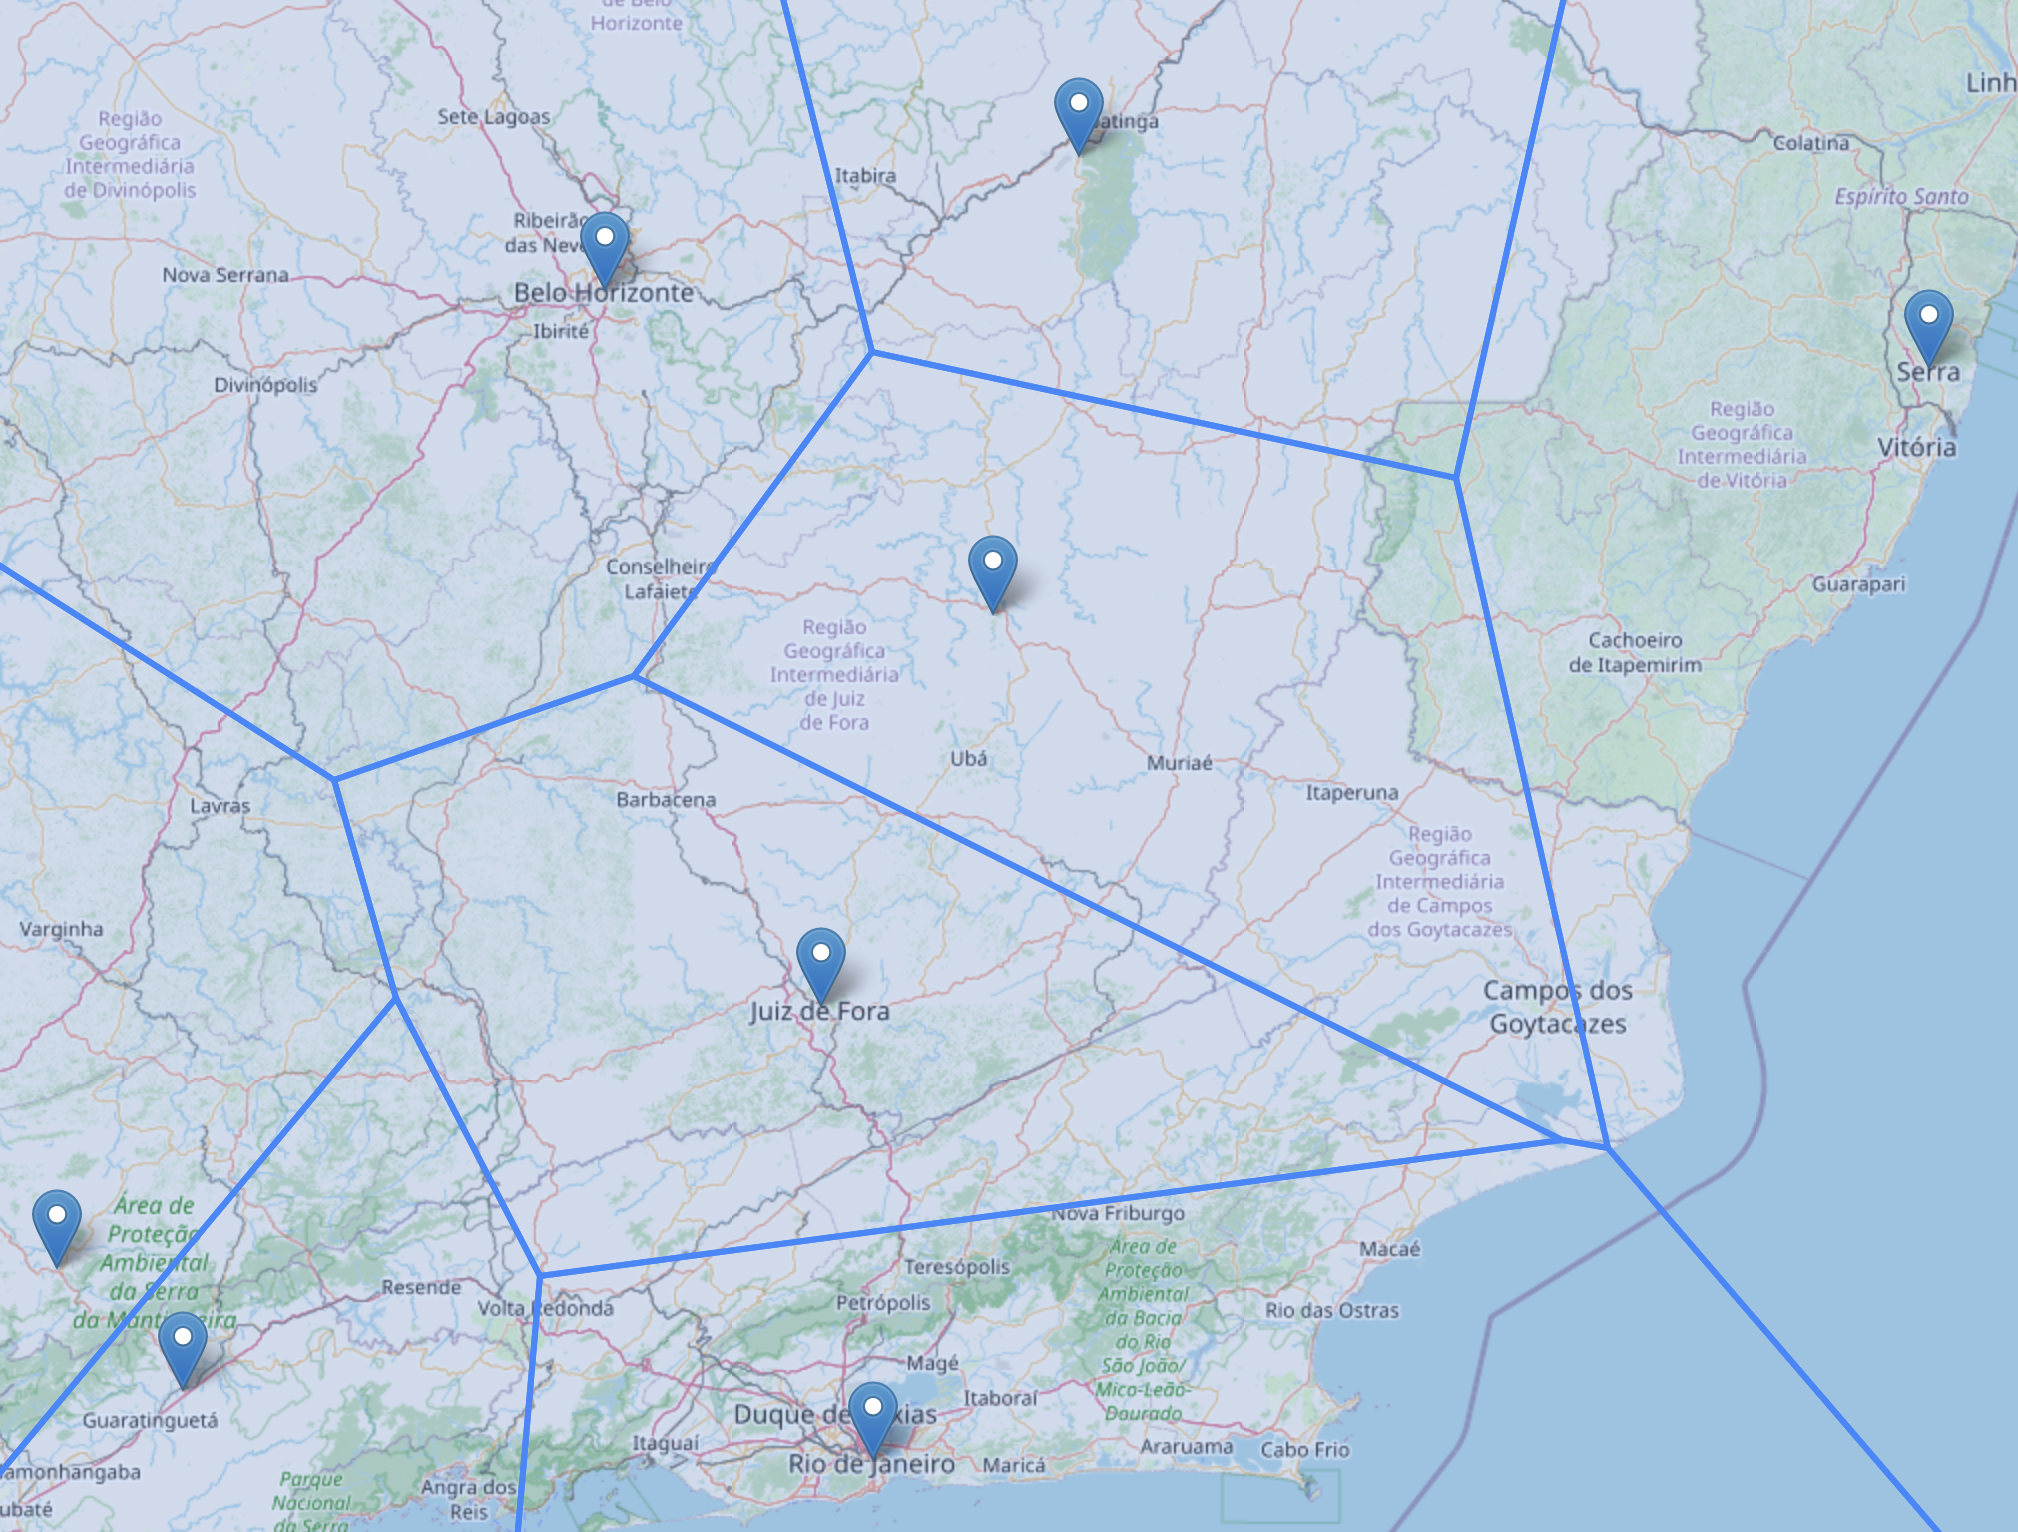 de Belo
Horizonte
Linh
Sete Lagoas
Região
Geográfica
Intermediária
de Divinópolis
atinga
Colatina
Itabira
Espírito Santo
Ribeirão
das Neve
Nova Serrana
Belo Horizonte
Ibirité
Serra
Divinópolis
Região
Geográfica
Intermediária
de Vitória
Vitória
Conselheiro
Lafaiete
Guarapari
Região
Geográfica
Intermediária
de Juiz
de Fora
Cachoeiro
de Itapemirim
Ubá
Muriaé
Itaperuna
Lavras
Barbacena
Região
Geográfica
Intermediária
de Campos
dos Goytacazes
Varginha
Campos dos
Goytacazes
Juiz de Fora
Área de
Proteção
Ambiental
da Serra
da Mantiqueira
Nova Friburgo
Macaé
Área de
Proteção
Ambiental
da Bacia
do Rio
São João/
Mico-Leão-
Dourado
Teresópolis
Resende
Volta Redonda
Petrópolis
Rio das Ostras
Magé
Itaboraí
Guaratinguetá
Duque de xias
Itaguaí
Araruama
Cabo Frio
Rio de Janeiro
Maricá
amonhangaba
ubaté
Parque
Nacional
da Serra
Angra dos
Reis